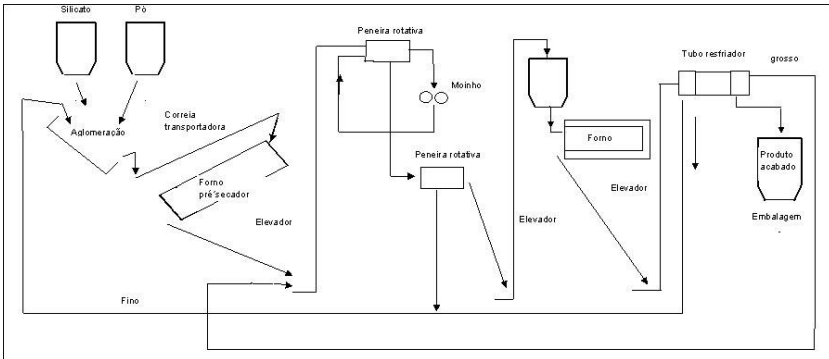 Silicato
Pò
Aglomeração
Correia
transportadora
Forno
pré'secador
Elevador
Fino
Peneira rotativa
Moinho
Peneira rotativa
Elevador
Forno
Elevador
Tubo resfriador
grosso
Produto
acabado
Embalagem